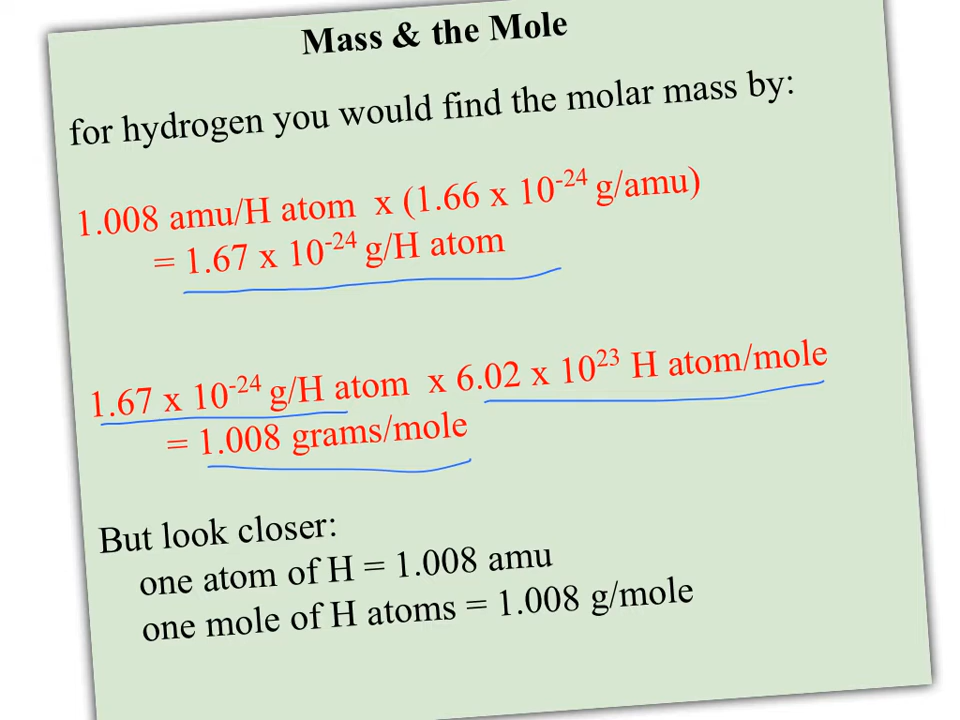 Mass & the Mole
for hydrogen you would find the molar mass by:
1.008 amu/H atom x (1.66 x 10⁻²⁴ g/amu)
= 1.67 x 10⁻²⁴ g/H atom
1.67 x 10⁻²⁴ g/H atom x 6.02 x 10²³ H atom/mole
= 1.008 grams/mole
But look closer:
one atom of H = 1.008 amu
one mole of H atoms = 1.008 g/mole